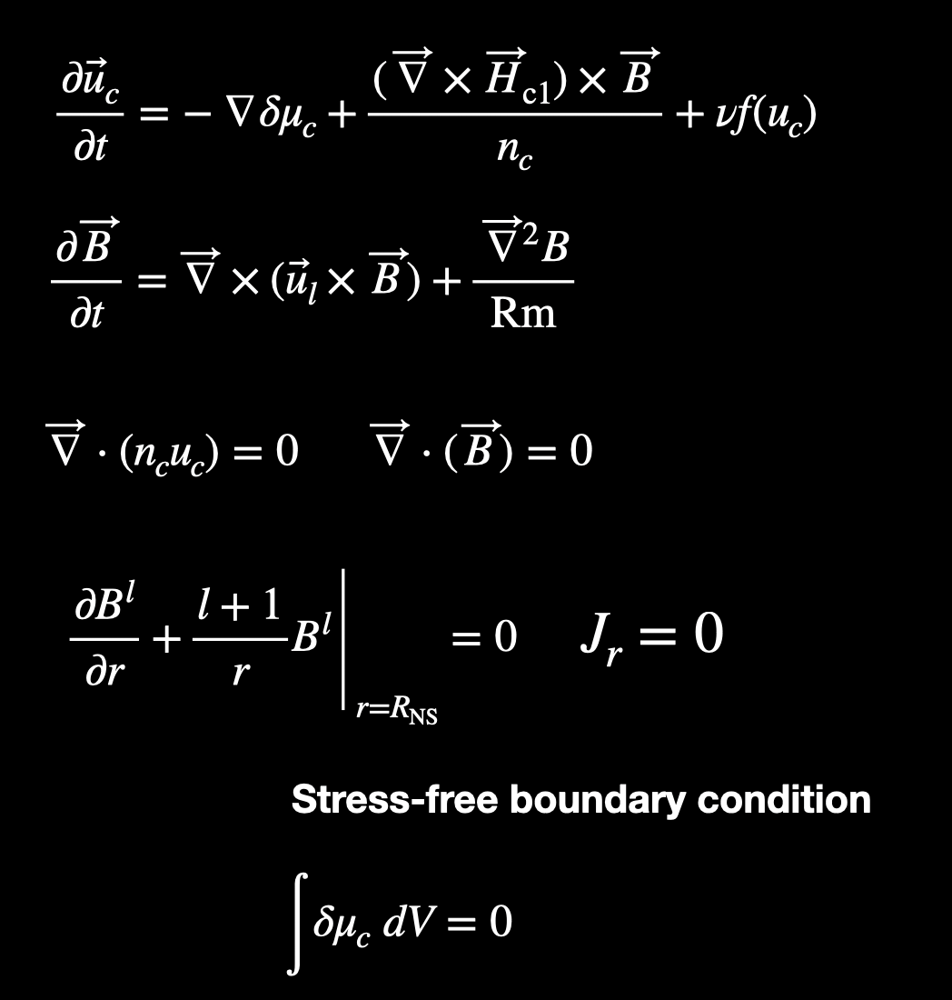 ∂u⃗_c/∂t = − ∇δμ_c + ((∇⃗ × H⃗_c1) × B⃗)/n_c + νf(u_c)
∂B⃗/∂t = ∇⃗ × (u⃗_l × B⃗) + ∇⃗²B/Rm
∇⃗ · (n_c u_c) = 0    ∇⃗ · (B⃗) = 0
∂B^l/∂r + (l + 1)/r B^l |_{r=R_NS} = 0    J_r = 0
Stress-free boundary condition
∫ δμ_c dV = 0